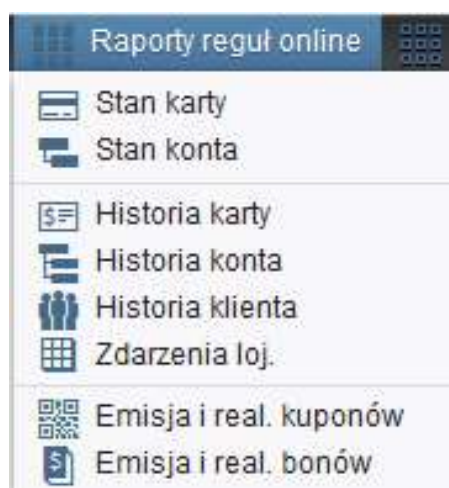 Raporty reguł online
Stan karty
Stan konta
Historia karty
Historia konta
Historia klienta
Zdarzenia loj.
Emisja i real. kuponów
Emisja i real. bonów